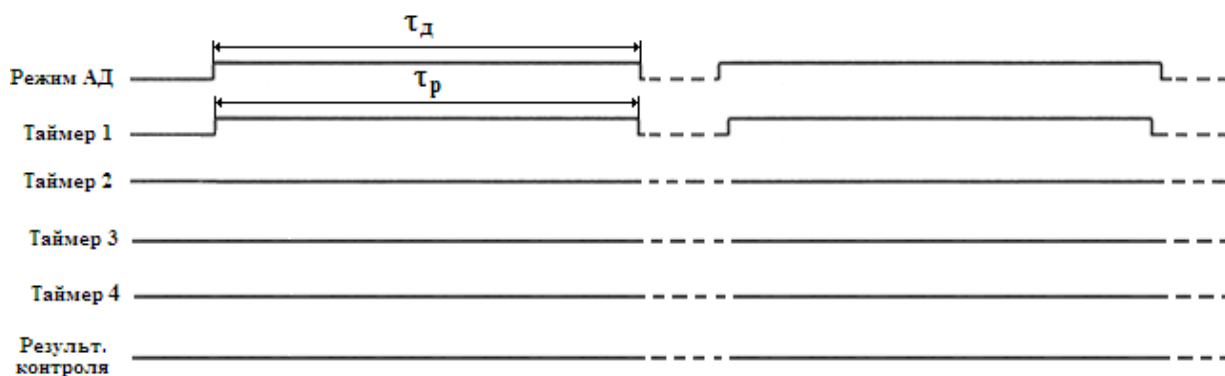 τд
Режим АД
τр
Таймер 1
Таймер 2
Таймер 3
Таймер 4
Результ.
контроля